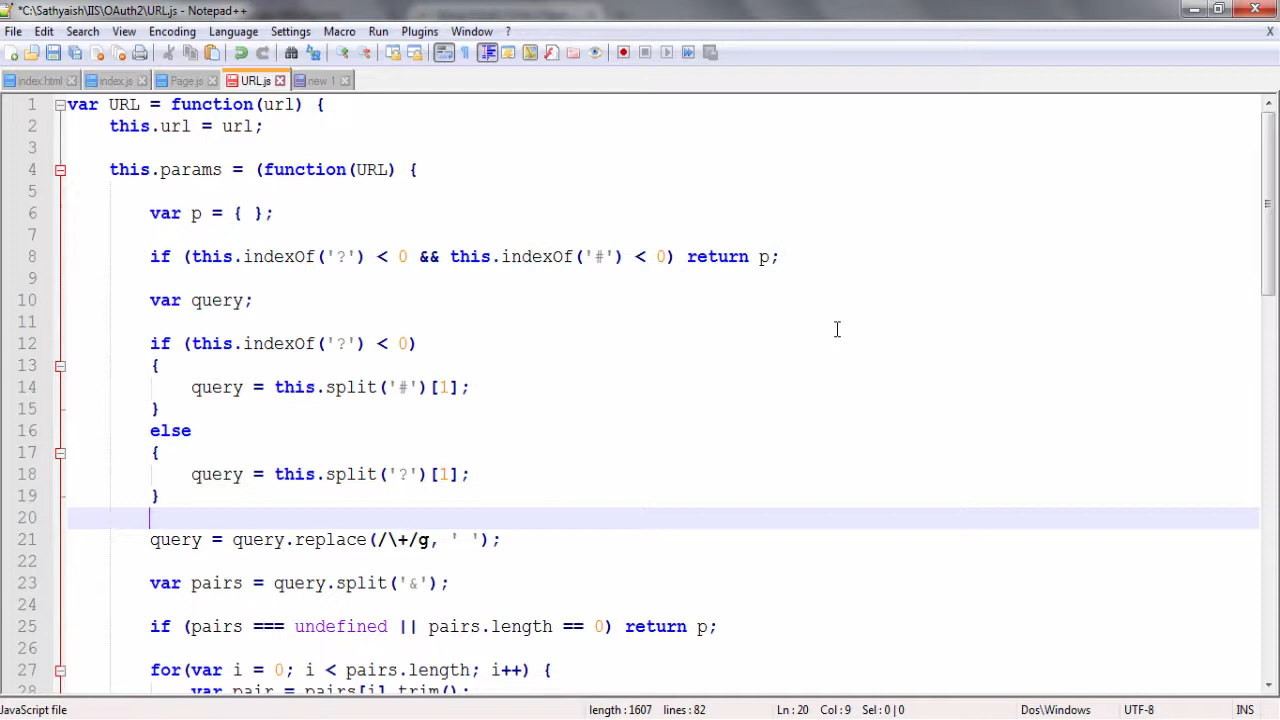 *C:\Sathyaish\IIS\OAuth2\URL.js - Notepad++
File Edit Search View Encoding Language Settings Macro Run Plugins Window ? X
index.html index.js Page.js URL.js new 1
1 var URL = function(url) {
2 this.url = url;
3
4 this.params = (function(URL) {
5
6 var p = { };
7
8 if (this.indexOf('?') < 0 && this.indexOf('#') < 0) return p;
9
10 var query;
11
12 if (this.indexOf('?') < 0)
13 {
14 query = this.split('#')[1];
15 }
16 else
17 {
18 query = this.split('?')[1];
19 }
20
21 query = query.replace(/\+/g, ' ');
22
23 var pairs = query.split('&');
24
25 if (pairs === undefined || pairs.length == 0) return p;
26
27 for(var i = 0; i < pairs.length; i++) {
28 var pair = pairs[i].trim();
JavaScript file length : 1607 lines : 82 Ln : 20 Col : 9 Sel : 0 | 0 Dos\Windows UTF-8 INS